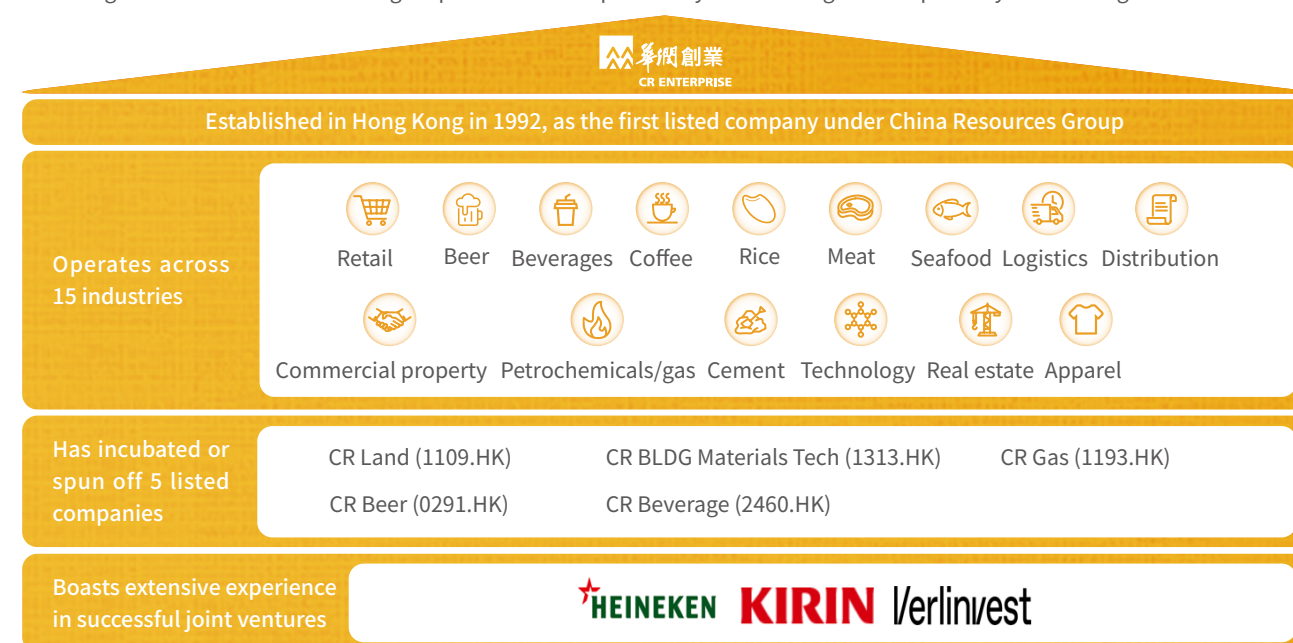 華潤創業
CR ENTERPRISE
Established in Hong Kong in 1992, as the first listed company under China Resources Group
Operates across
15 industries
Retail Beer Beverages Coffee Rice Meat Seafood Logistics Distribution
Commercial property Petrochemicals/gas Cement Technology Real estate Apparel
Has incubated or
spun off 5 listed
companies
CR Land (1109.HK) CR BLDG Materials Tech (1313.HK) CR Gas (1193.HK)
CR Beer (0291.HK) CR Beverage (2460.HK)
Boasts extensive experience
in successful joint ventures
HEINEKEN KIRIN Verlinvest